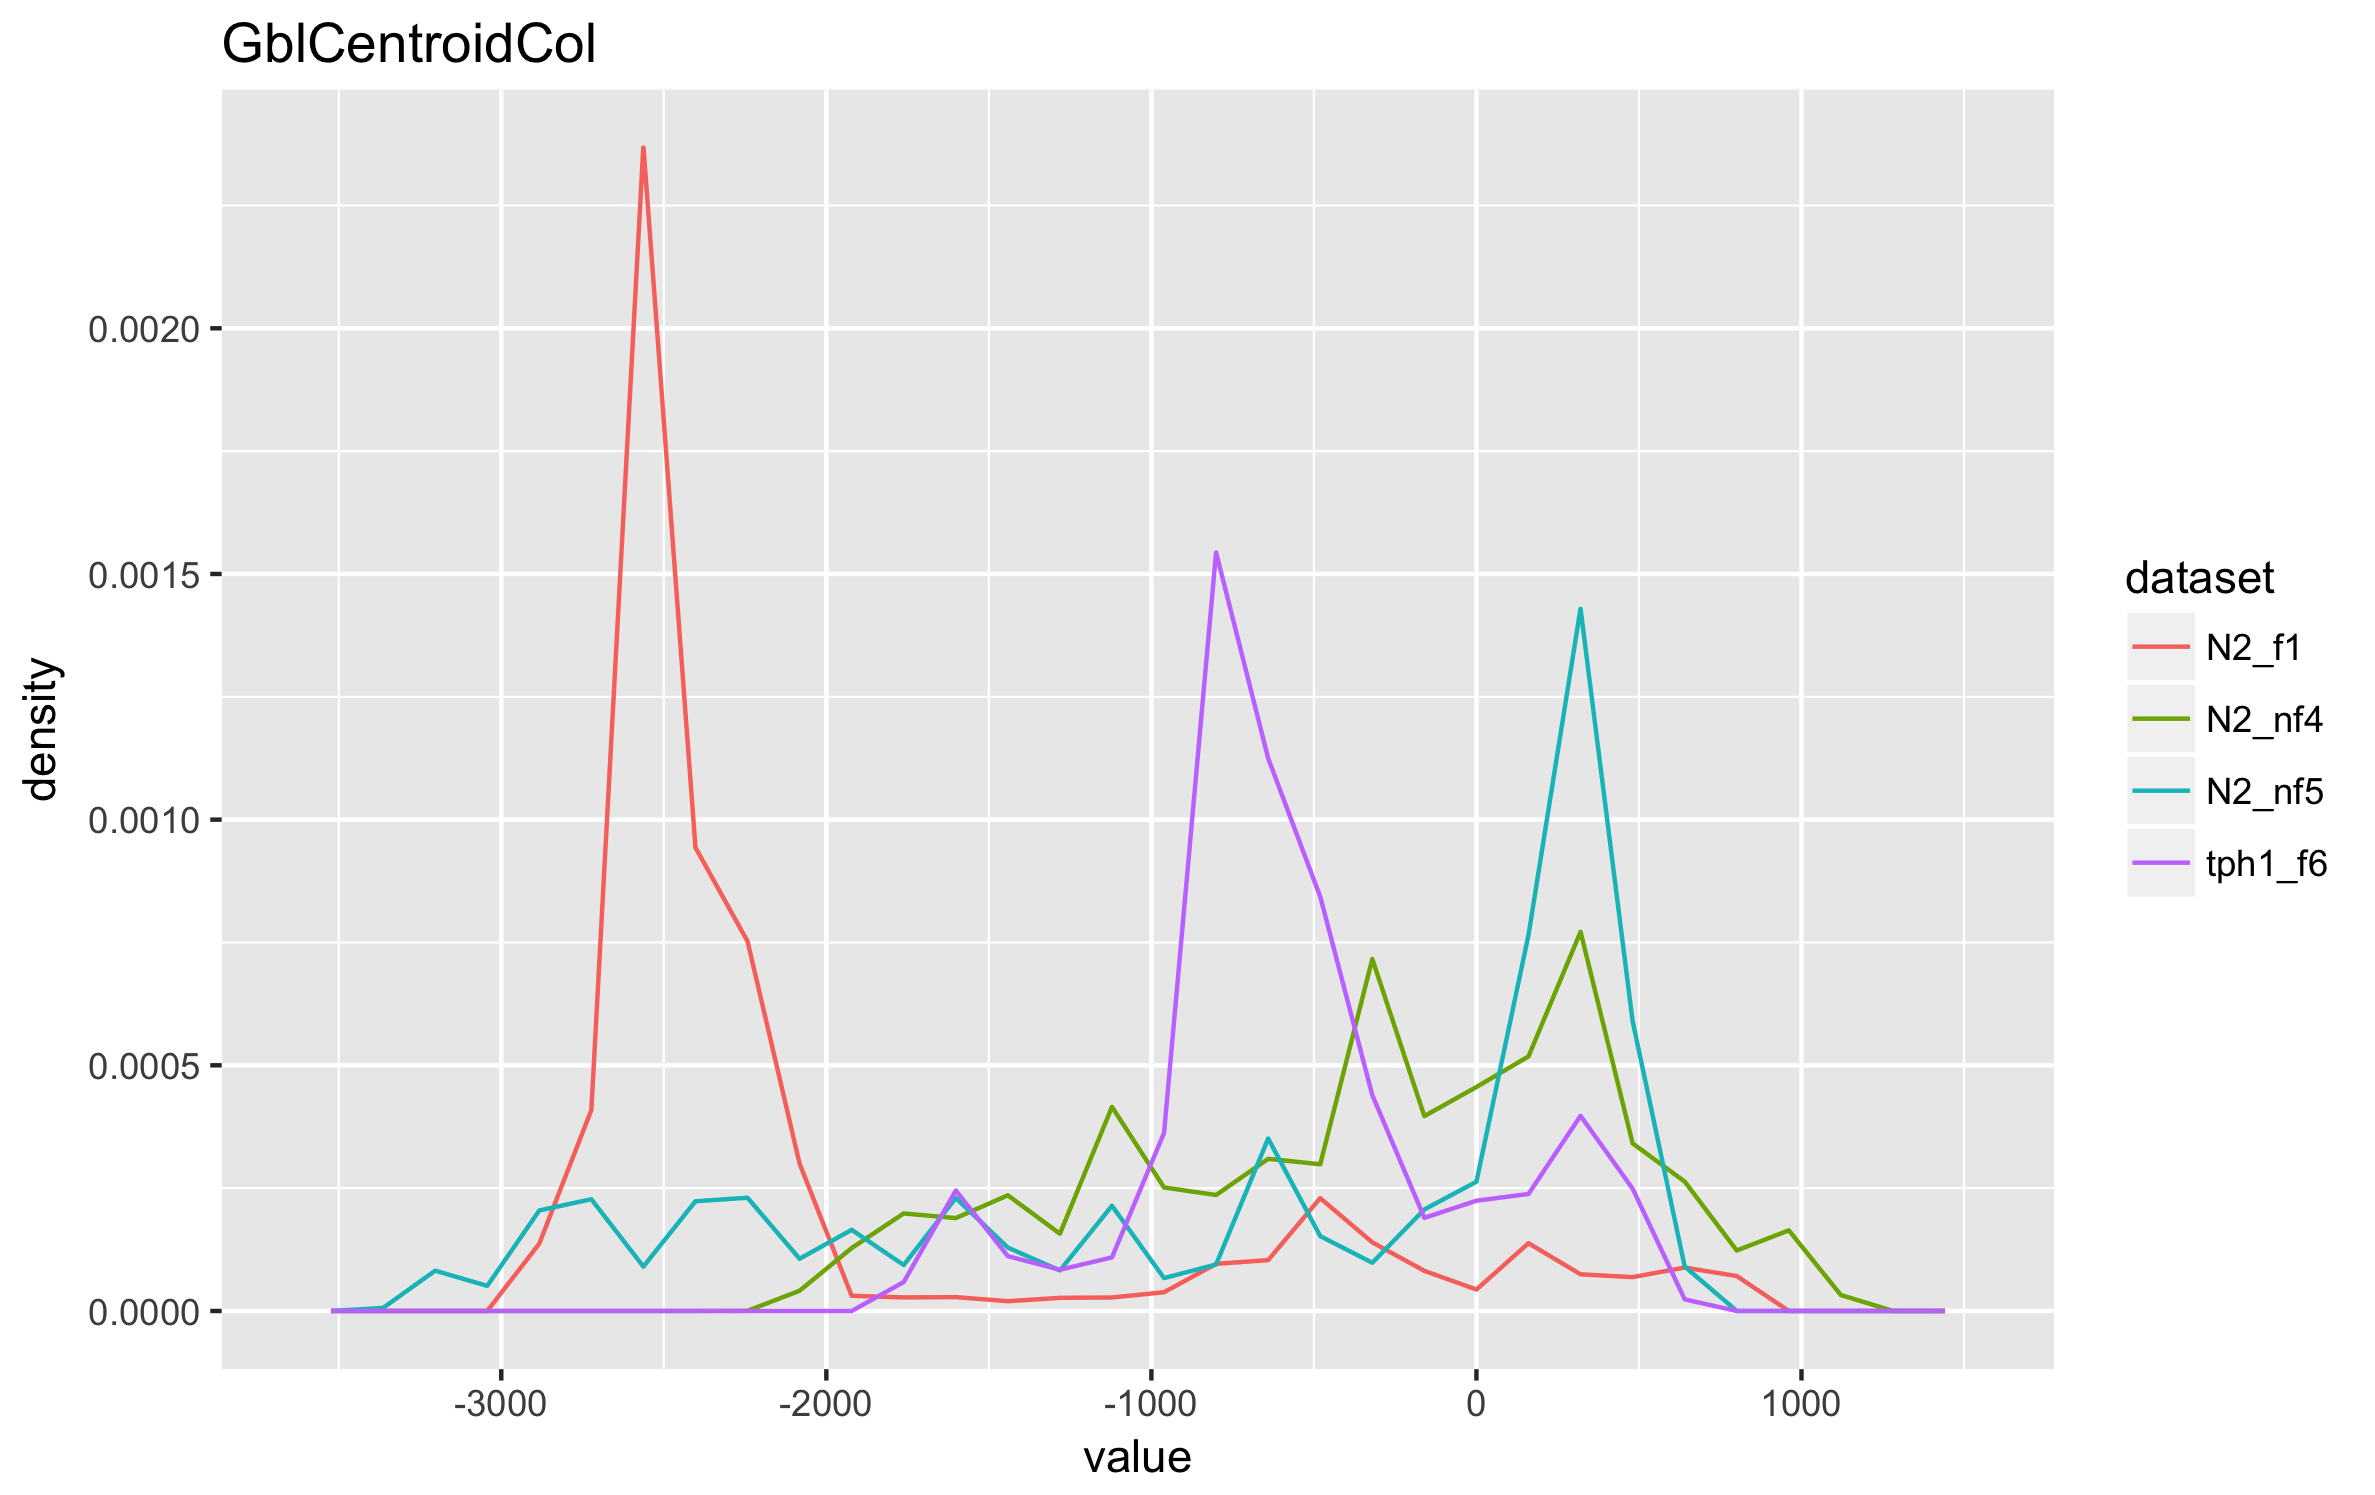 GblCentroidCol
density
0.0020
0.0015
0.0010
0.0005
0.0000
-3000 -2000 -1000 0 1000
value
dataset
N2_f1
N2_nf4
N2_nf5
tph1_f6